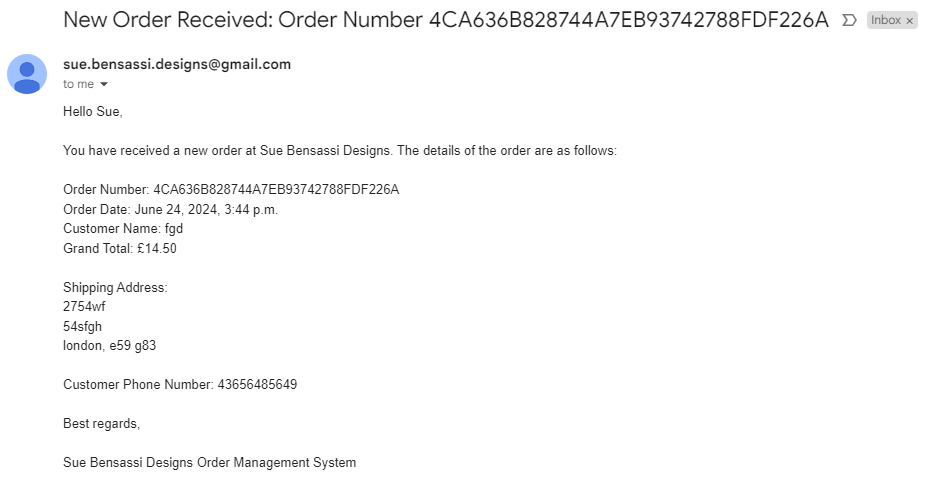 New Order Received: Order Number 4CA636B828744A7EB93742788FDF226A Inbox ×
sue.bensassi.designs@gmail.com
to me
Hello Sue,
You have received a new order at Sue Bensassi Designs. The details of the order are as follows:
Order Number: 4CA636B828744A7EB93742788FDF226A
Order Date: June 24, 2024, 3:44 p.m.
Customer Name: fgd
Grand Total: £14.50
Shipping Address:
2754wf
54sfgh
london, e59 g83
Customer Phone Number: 43656485649
Best regards,
Sue Bensassi Designs Order Management System